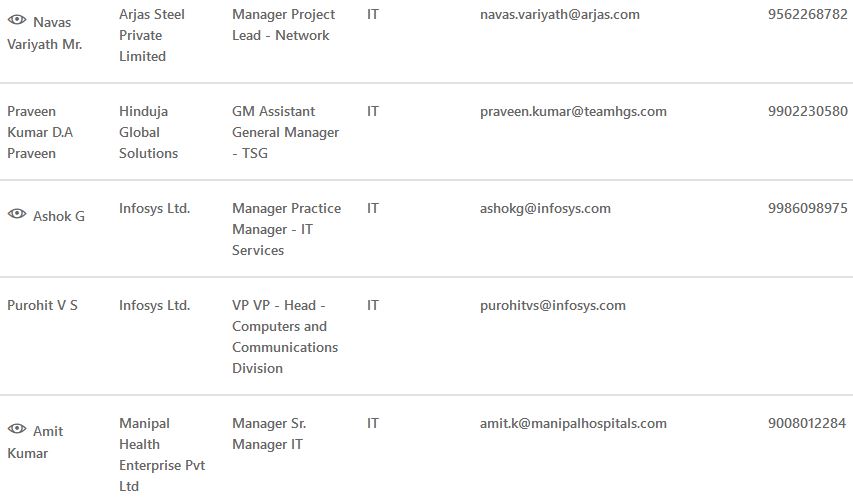 Navas Variyath Mr.
Arjas Steel Private Limited
Manager Project Lead - Network
IT
navas.variyath@arjas.com
9562268782
Praveen Kumar D.A Praveen
Hinduja Global Solutions
GM Assistant General Manager - TSG
IT
praveen.kumar@teamhgs.com
9902230580
Ashok G
Infosys Ltd.
Manager Practice Manager - IT Services
IT
ashokg@infosys.com
9986098975
Purohit V S
Infosys Ltd.
VP VP - Head - Computers and Communications Division
IT
purohitvs@infosys.com
Amit Kumar
Manipal Health Enterprise Pvt Ltd
Manager Sr. Manager IT
IT
amit.k@manipalhospitals.com
9008012284